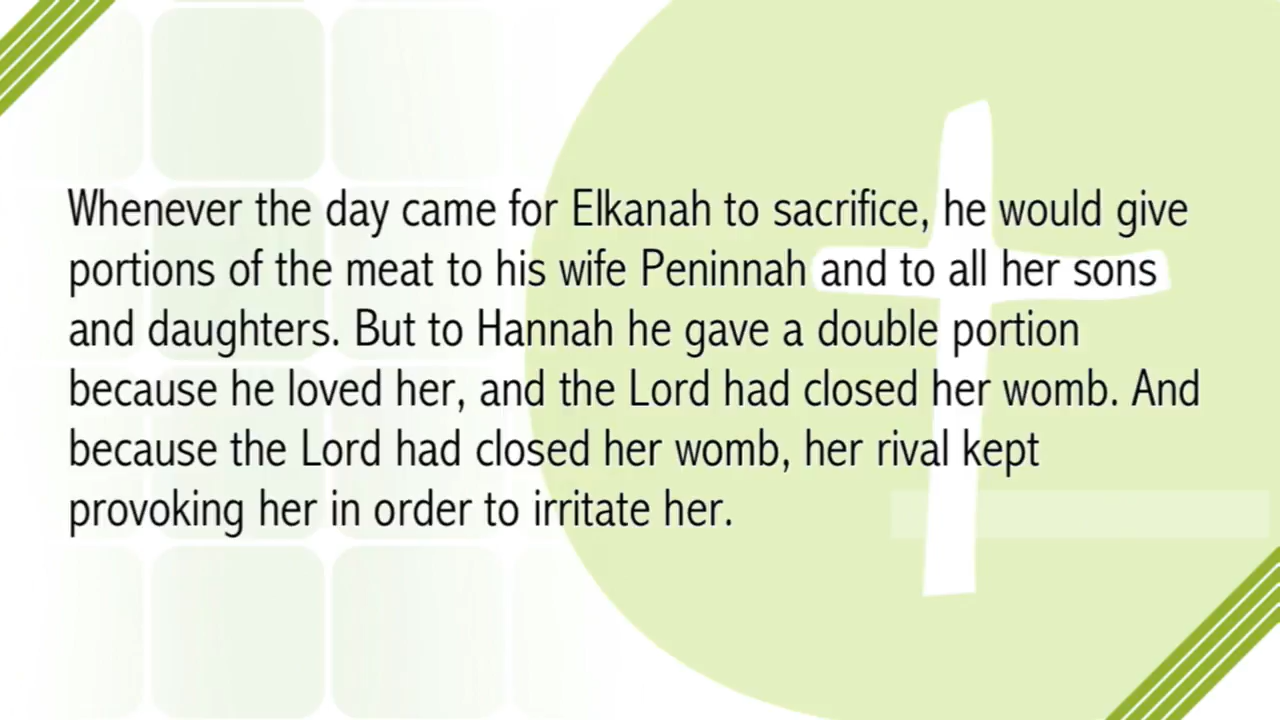 Whenever the day came for Elkanah to sacrifice, he would give
portions of the meat to his wife Peninnah and to all her sons
and daughters. But to Hannah he gave a double portion
because he loved her, and the Lord had closed her womb. And
because the Lord had closed her womb, her rival kept
provoking her in order to irritate her.